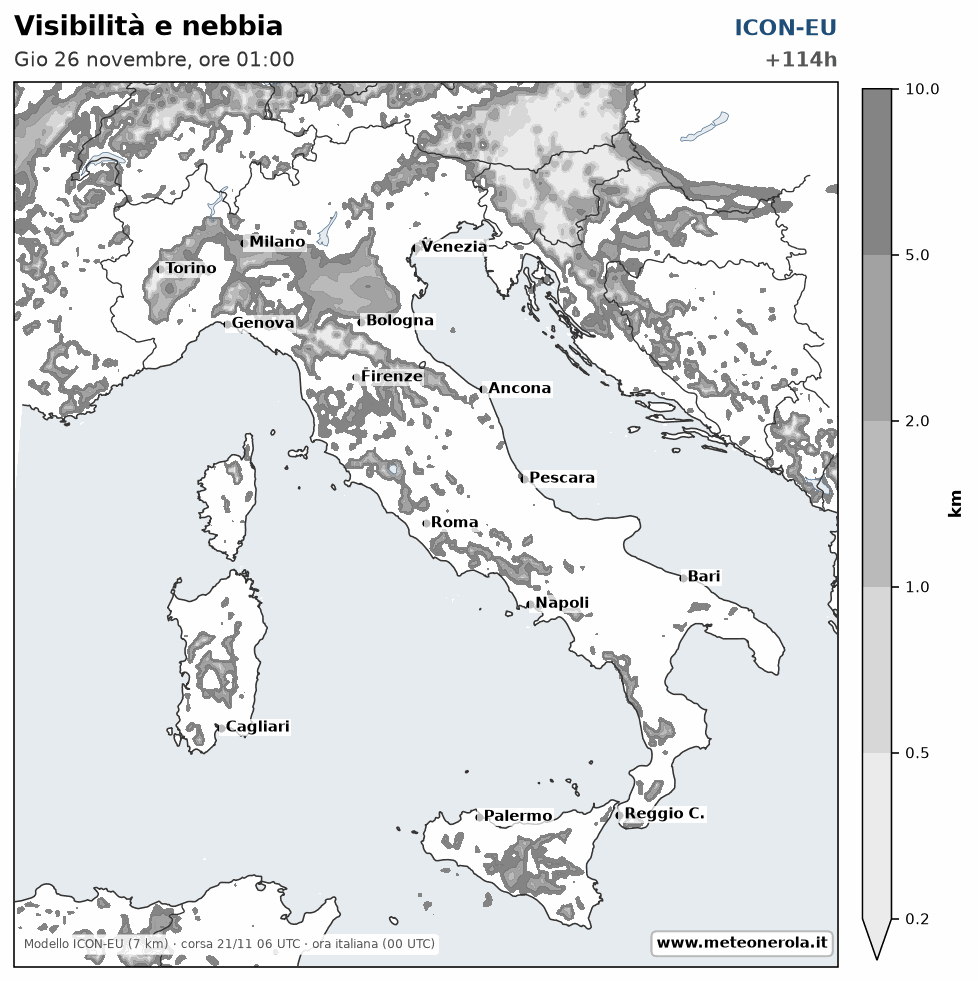 Visibilità e nebbia
ICON-EU
Gio 26 novembre, ore 01:00
+114h
10.0
Milano
Venezia
5.0
Torino
Genova
Bologna
Firenze
Ancona
2.0
Pescara
km
Roma
Bari
1.0
Napoli
Cagliari
0.5
Palermo
Reggio C.
0.2
Modello ICON-EU (7 km) · corsa 21/11 06 UTC · ora italiana (00 UTC)
www.meteonerola.it